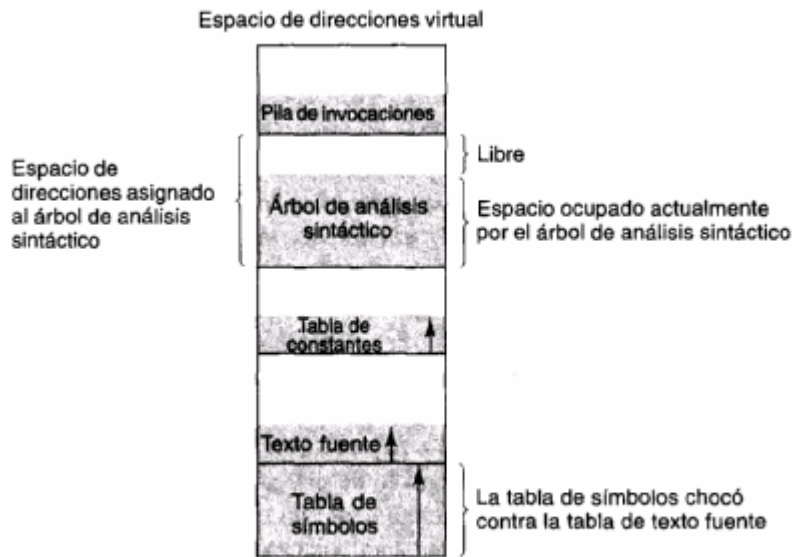 Espacio de direcciones virtual
Pila de invocaciones
Libre
Espacio de
direcciones asignado
al árbol de análisis
sintáctico
Árbol de análisis
sintáctico
Espacio ocupado actualmente
por el árbol de análisis sintáctico
Tabla de
constantes
Texto fuente
Tabla de
símbolos
La tabla de símbolos chocó
contra la tabla de texto fuente